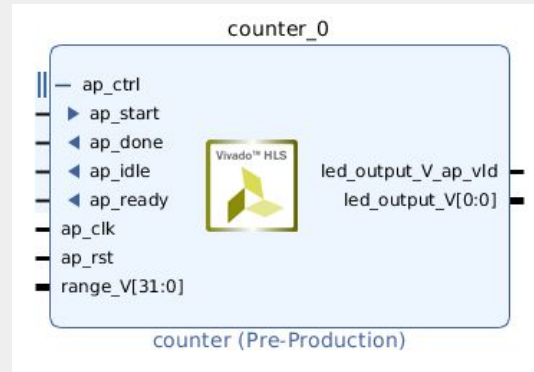 counter_0
ap_ctrl
ap_start
ap_done
ap_idle
ap_ready
ap_clk
ap_rst
range_V[31:0]
Vivado™ HLS
led_output_V_ap_vld
led_output_V[0:0]
counter (Pre-Production)